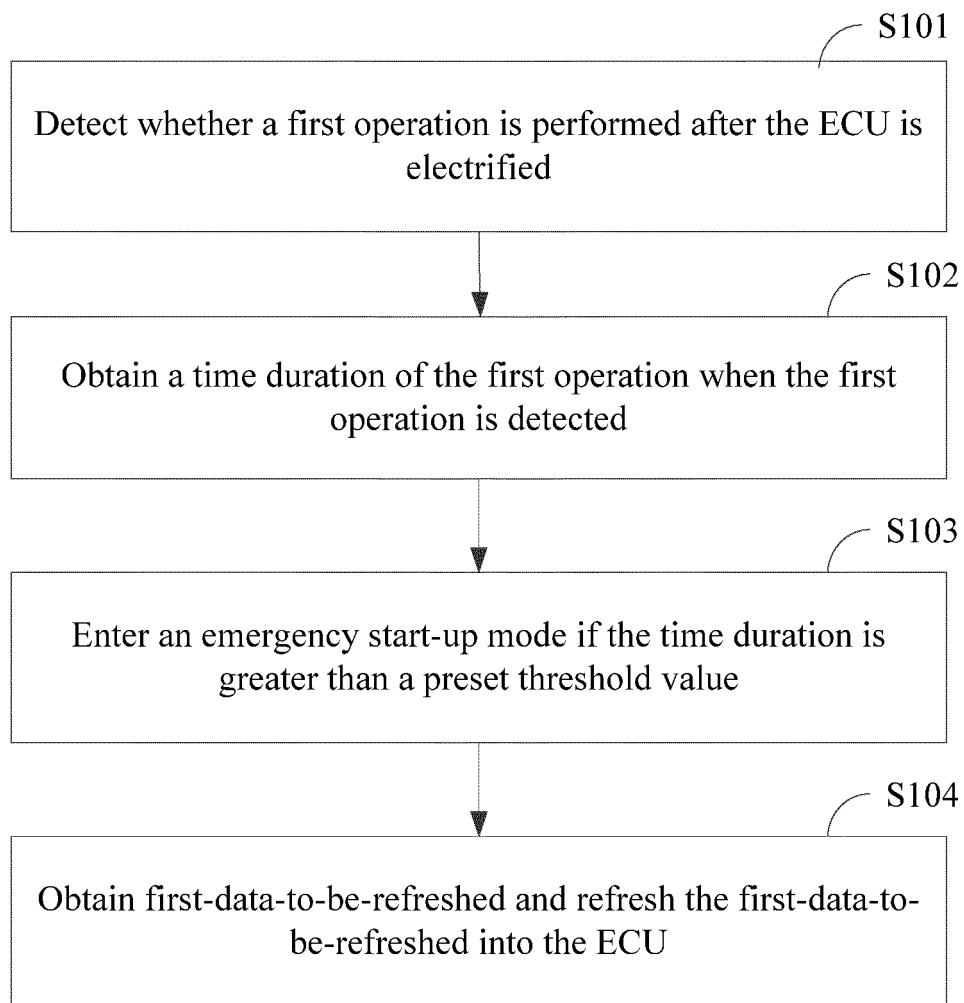 S101
Detect whether a first operation is performed after the ECU is
electrified
S102
Obtain a time duration of the first operation when the first
operation is detected
S103
Enter an emergency start-up mode if the time duration is
greater than a preset threshold value
S104
Obtain first-data-to-be-refreshed and refresh the first-data-to-
be-refreshed into the ECU